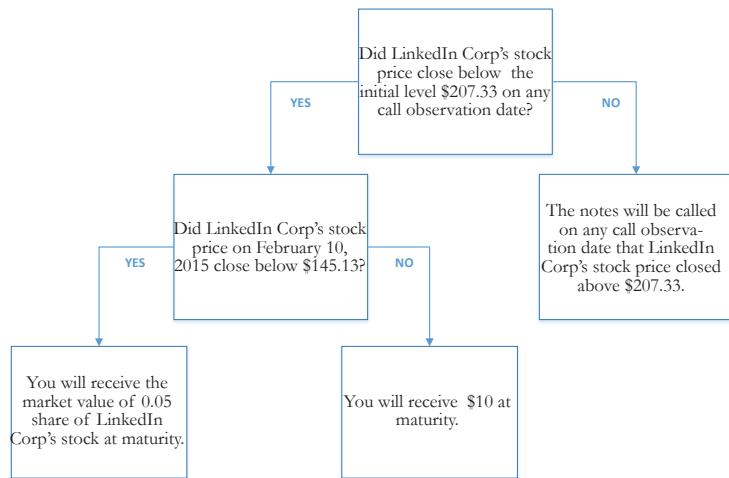 Did LinkedIn Corp's stock
price close below the
initial level $207.33 on any
call observation date?
YES
NO
Did LinkedIn Corp's stock
price on February 10,
2015 close below $145.13?
The notes will be called
on any call observa-
tion date that LinkedIn
Corp's stock price closed
above $207.33.
YES
NO
You will receive the
market value of 0.05
share of LinkedIn
Corp's stock at maturity.
You will receive $10 at
maturity.